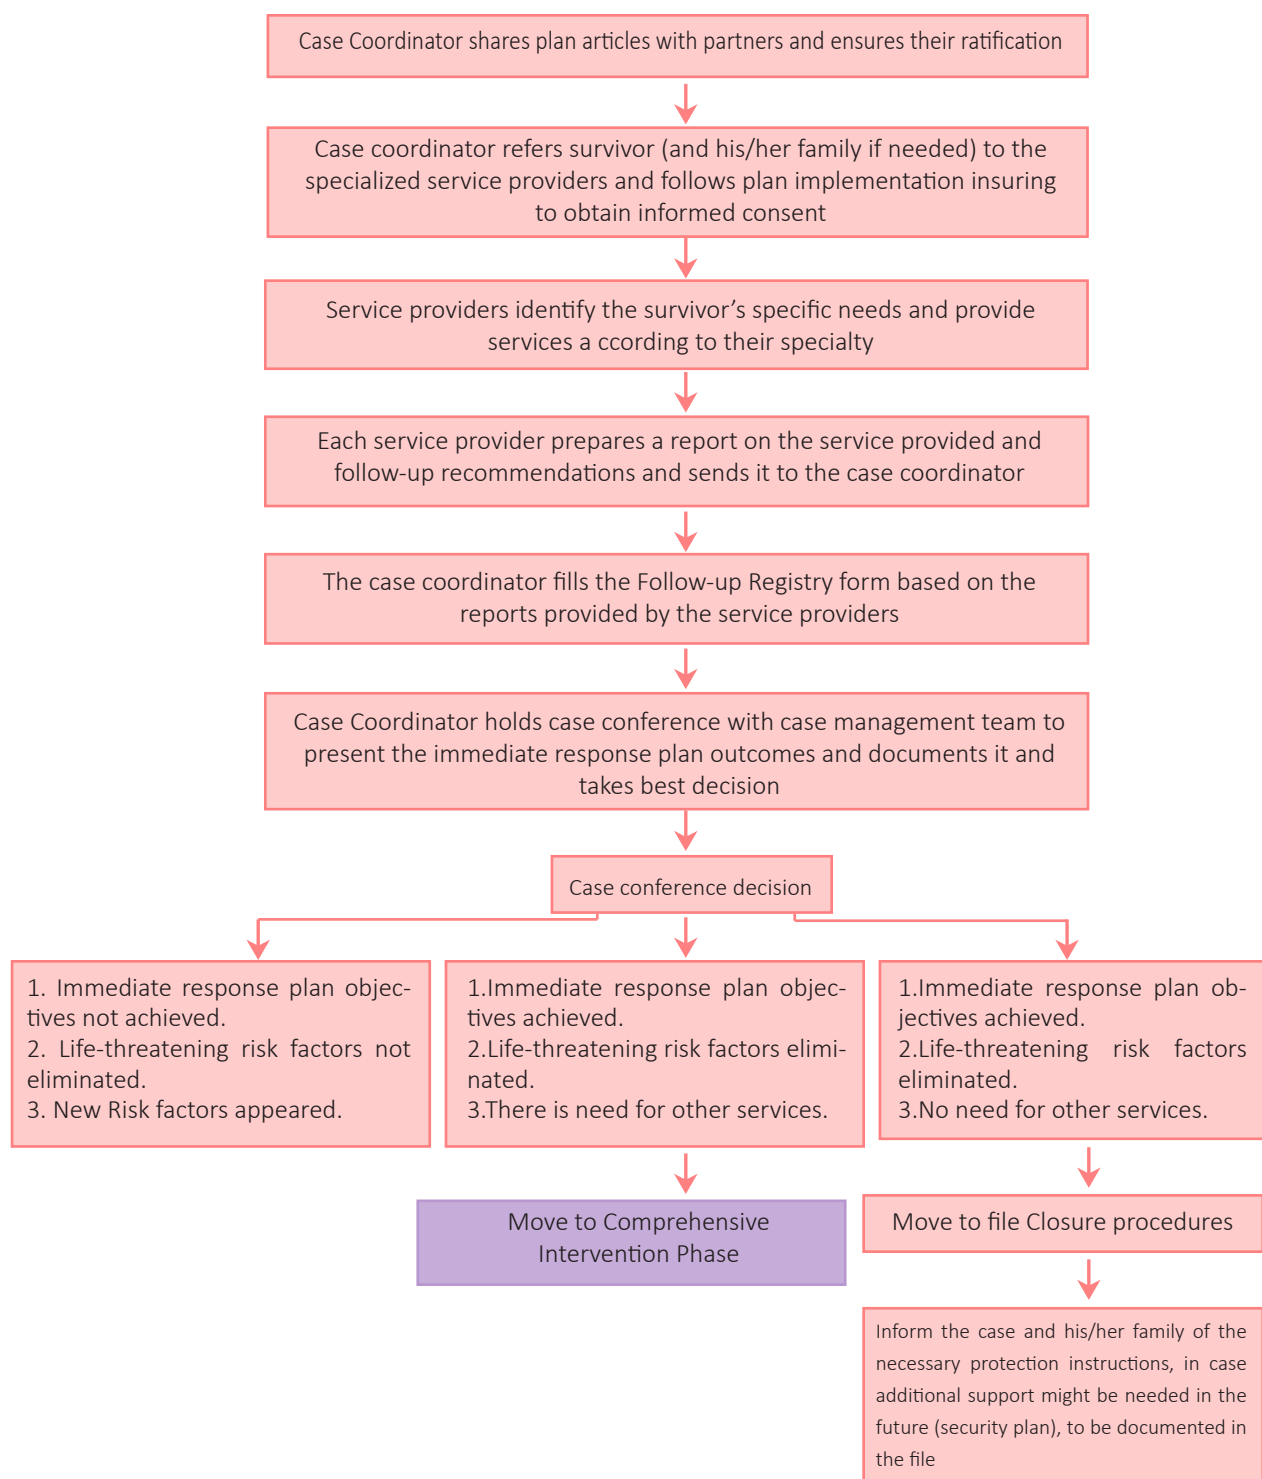 Case Coordinator shares plan articles with partners and ensures their ratification
Case coordinator refers survivor (and his/her family if needed) to the
specialized service providers and follows plan implementation insuring
to obtain informed consent
Service providers identify the survivor’s specific needs and provide
services a ccording to their specialty
Each service provider prepares a report on the service provided and
follow-up recommendations and sends it to the case coordinator
The case coordinator fills the Follow-up Registry form based on the
reports provided by the service providers
Case Coordinator holds case conference with case management team to
present the immediate response plan outcomes and documents it and
takes best decision
Case conference decision
1. Immediate response plan objec-
tives not achieved.
2. Life-threatening risk factors not
eliminated.
3. New Risk factors appeared.
1.Immediate response plan objec-
tives achieved.
2.Life-threatening risk factors elimi-
nated.
3.There is need for other services.
1.Immediate response plan ob-
jectives achieved.
2.Life-threatening risk factors
eliminated.
3.No need for other services.
Move to Comprehensive
Intervention Phase
Move to file Closure procedures
Inform the case and his/her family of the
necessary protection instructions, in case
additional support might be needed in the
future (security plan), to be documented in
the file